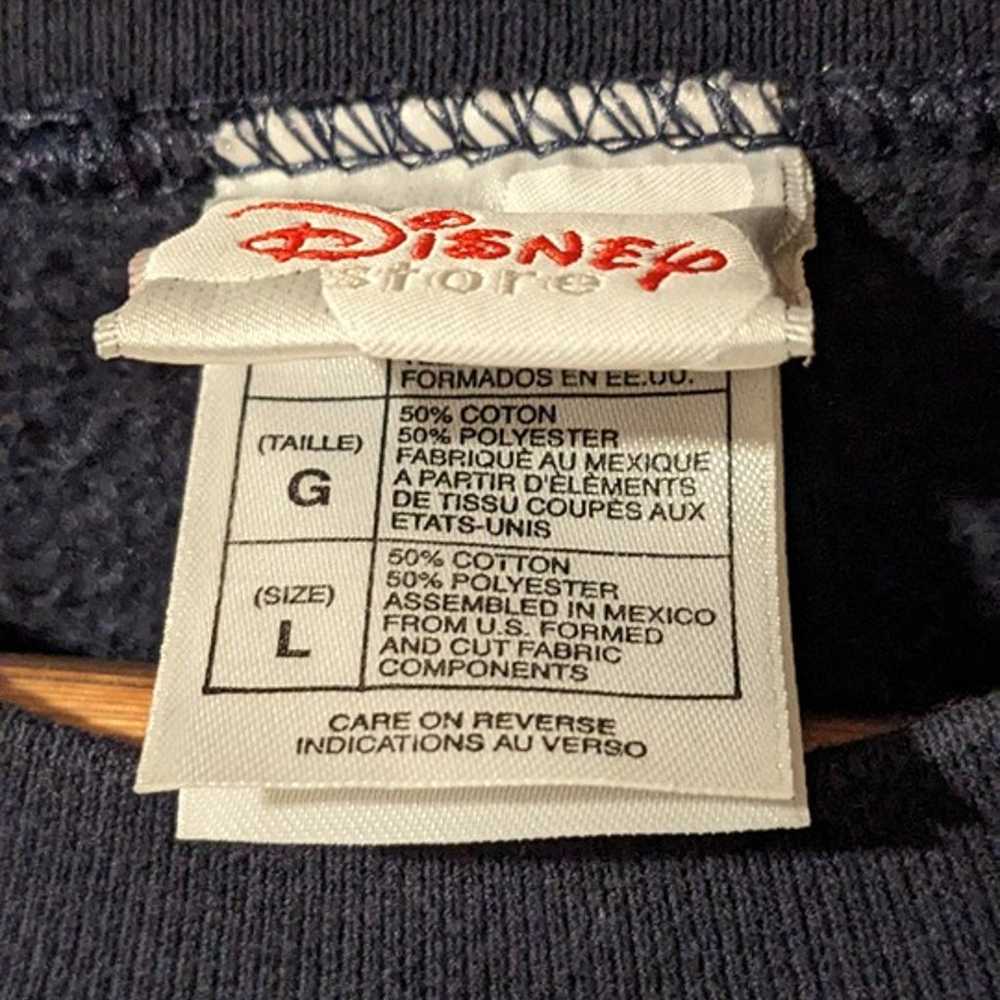 Disney
store
FORMADOS EN EE.UU.
(TAILLE)
G
50% COTON
50% POLYESTER
FABRIQUÉ AU MEXIQUE
A PARTIR D'ÉLÉMENTS
DE TISSU COUPÉS AUX
ETATS-UNIS
(SIZE)
L
50% COTTON
50% POLYESTER
ASSEMBLED IN MEXICO
FROM U.S. FORMED
AND CUT FABRIC
COMPONENTS
CARE ON REVERSE
INDICATIONS AU VERSO